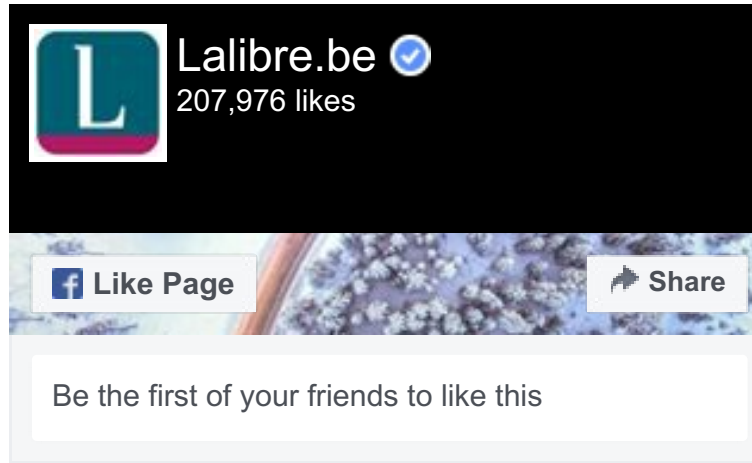 L
Lalibre.be
207,976 likes
f Like Page
Share
Be the first of your friends to like this